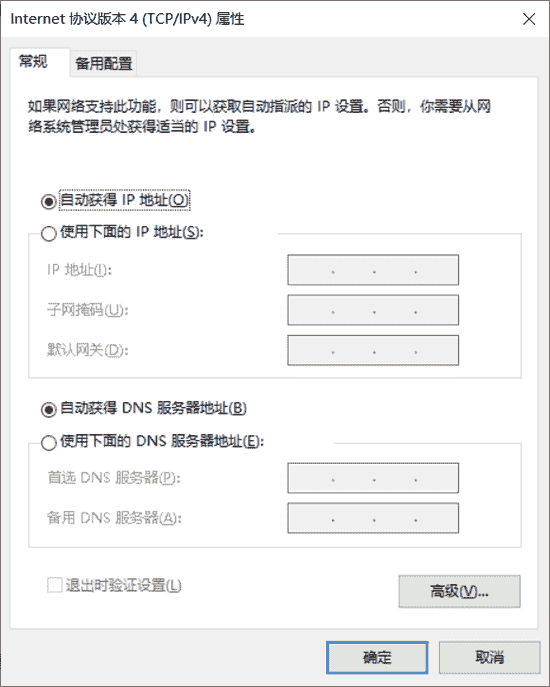 Internet 协议版本 4 (TCP/IPv4) 属性
常规
备用配置
如果网络支持此功能，则可以获取自动指派的 IP 设置。否则，你需要从网
络系统管理员处获得适当的 IP 设置。
自动获得 IP 地址(O)
使用下面的 IP 地址(S):
IP 地址(I):
子网掩码(U):
默认网关(D):
自动获得 DNS 服务器地址(B)
使用下面的 DNS 服务器地址(E):
首选 DNS 服务器(P):
备用 DNS 服务器(A):
退出时验证设置(L)
高级(V)...
确定
取消